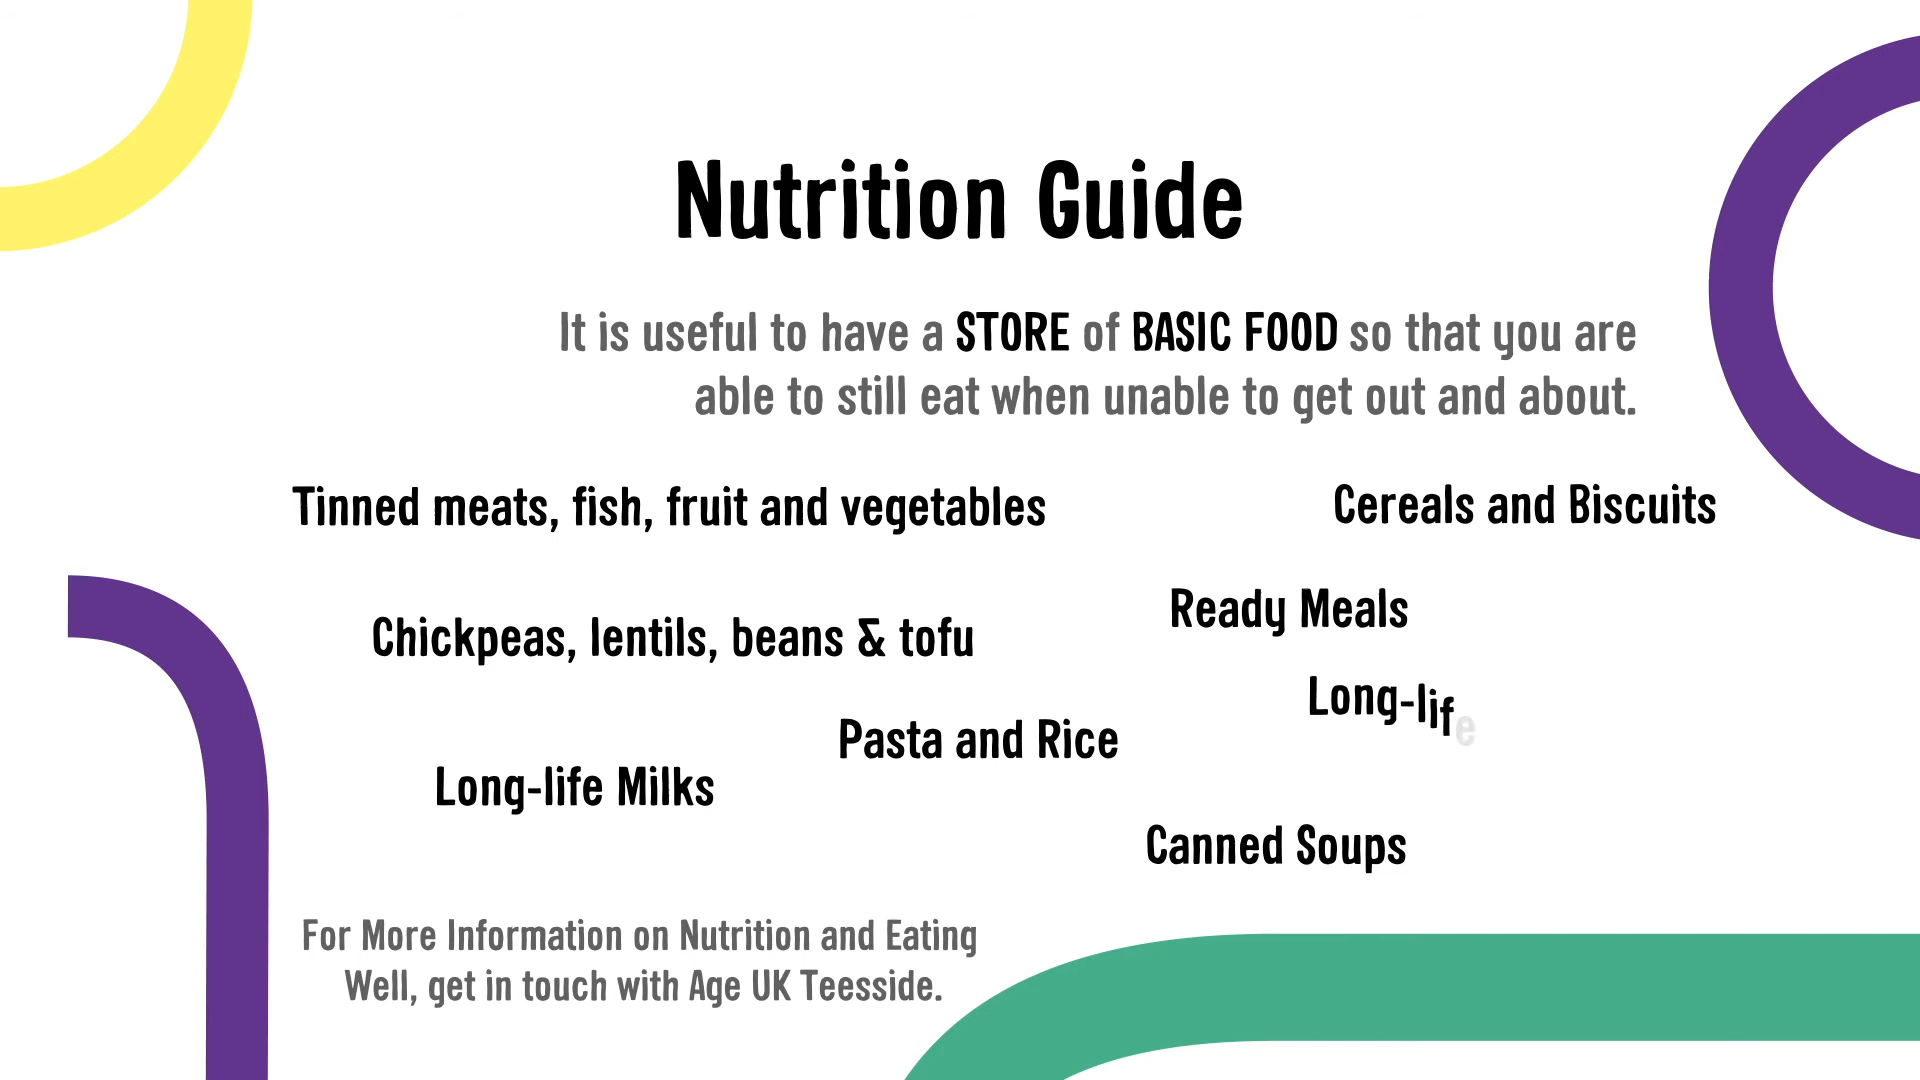 Nutrition Guide
It is useful to have a STORE of BASIC FOOD so that you are
able to still eat when unable to get out and about.
Tinned meats, fish, fruit and vegetables
Cereals and Biscuits
Chickpeas, lentils, beans & tofu
Ready Meals
Long-life
Pasta and Rice
Long-life Milks
Canned Soups
For More Information on Nutrition and Eating
Well, get in touch with Age UK Teesside.